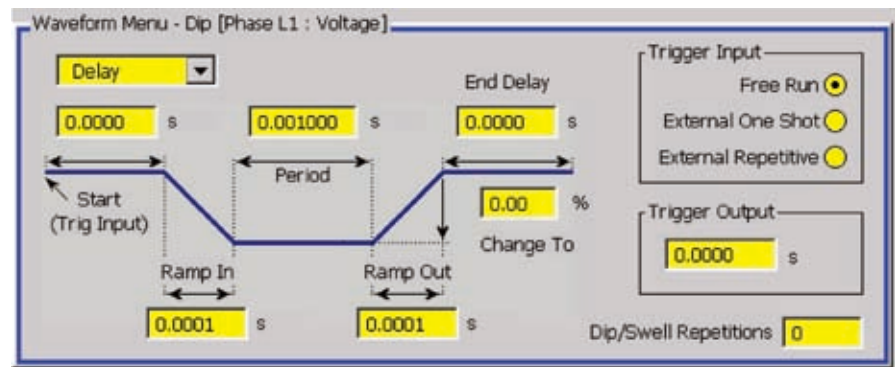 Waveform Menu - Dip [Phase L1 : Voltage]
Delay
0.0000 s
0.001000 s
End Delay
0.0000 s
Period
Start
(Trig Input)
0.00 %
Change To
Ramp In
0.0001 s
Ramp Out
0.0001 s
Trigger Input
Free Run
External One Shot
External Repetitive
Trigger Output
0.0000 s
Dip/Swell Repetitions 0